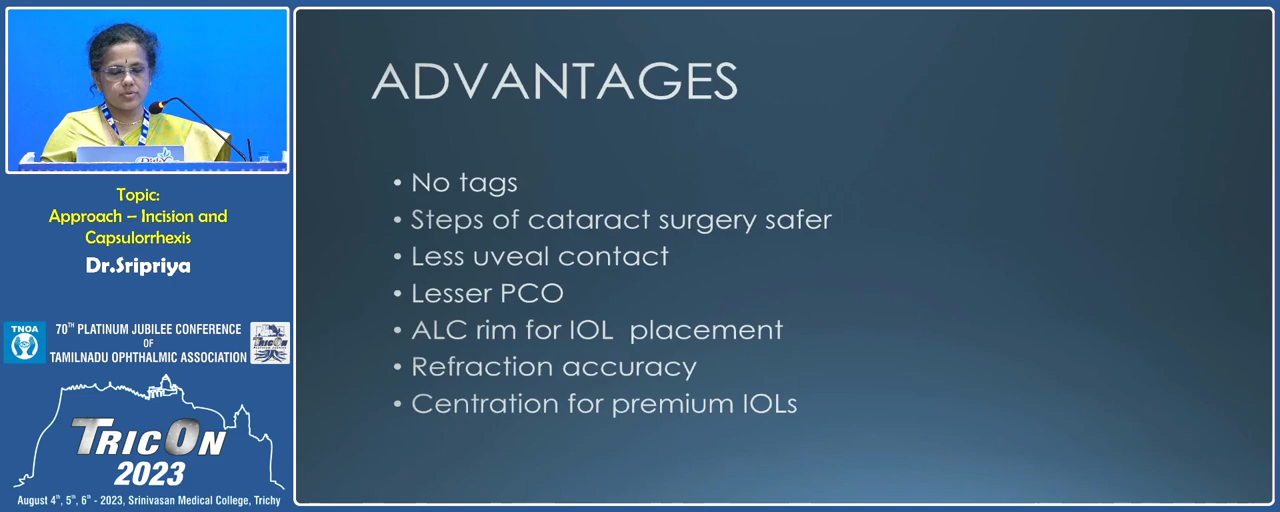 Topic:
Approach – Incision and
Capsulorrhexis
Dr.Sripriya
TNOA
70TH PLATINUM JUBILEE CONFERENCE
OF
TAMILNADU OPHTHALMIC ASSOCIATION
TRICON
2023
August 4th, 5th, 6th - 2023, Srinivasan Medical College, Trichy
ADVANTAGES
• No tags
• Steps of cataract surgery safer
• Less uveal contact
• Lesser PCO
• ALC rim for IOL placement
• Refraction accuracy
• Centration for premium IOLs